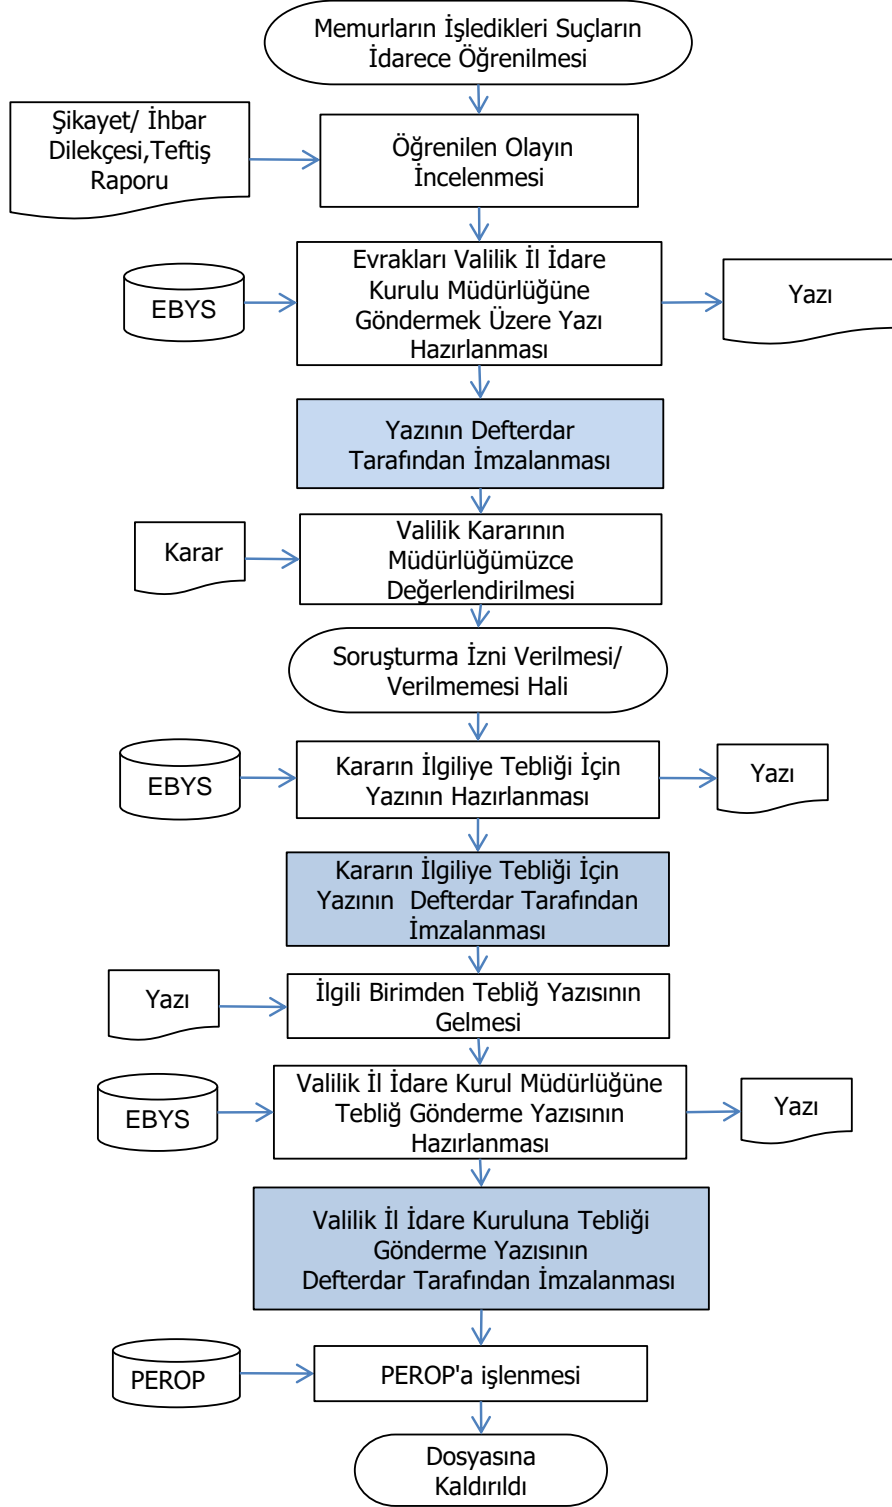 Memurların İşledikleri Suçların
İdarece Öğrenilmesi
Şikayet/ İhbar
Dilekçesi,Teftiş
Raporu
Öğrenilen Olayın
İncelenmesi
EBYS
Evrakları Valilik İl İdare
Kurulu Müdürlüğüne
Göndermek Üzere Yazı
Hazırlanması
Yazı
Yazının Defterdar
Tarafından İmzalanması
Karar
Valilik Kararının
Müdürlüğümüzce
Değerlendirilmesi
Soruşturma İzni Verilmesi/
Verilmemesi Hali
EBYS
Kararın İlgiliye Tebliği İçin
Yazının Hazırlanması
Yazı
Kararın İlgiliye Tebliği İçin
Yazının  Defterdar Tarafından
İmzalanması
Yazı
İlgili Birimden Tebliğ Yazısının
Gelmesi
EBYS
Valilik İl İdare Kurul Müdürlüğüne
Tebliğ Gönderme Yazısının
Hazırlanması
Yazı
Valilik İl İdare Kuruluna Tebliği
Gönderme Yazısının
Defterdar Tarafından İmzalanması
PEROP
PEROP'a işlenmesi
Dosyasına
Kaldırıldı